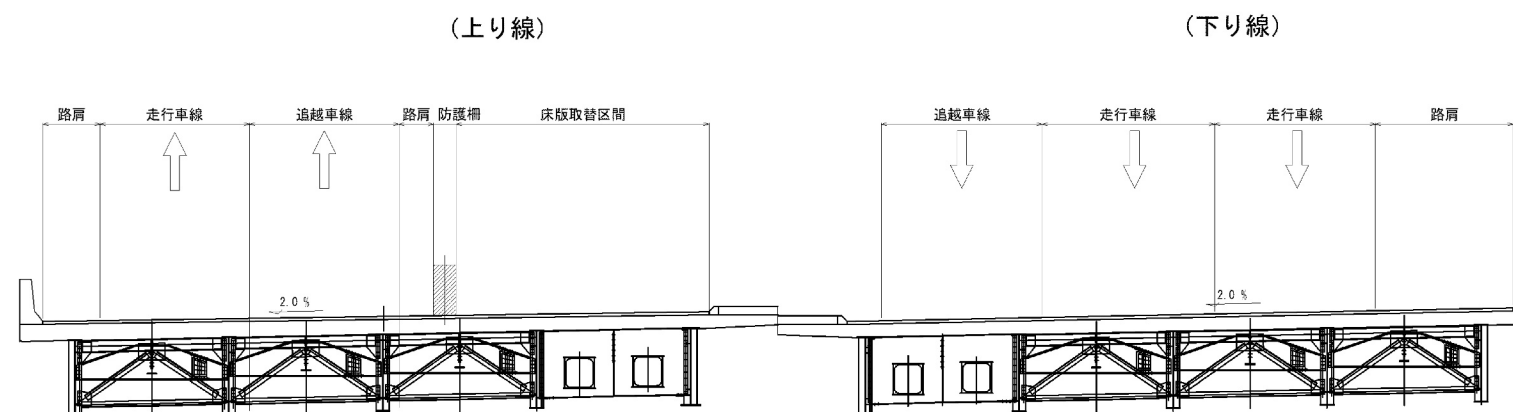 (上り線)
(下り線)
路肩 走行車線 追越車線 路肩 防護柵 床版取替区間
追越車線 走行車線 走行車線 路肩
2.0%
2.0%